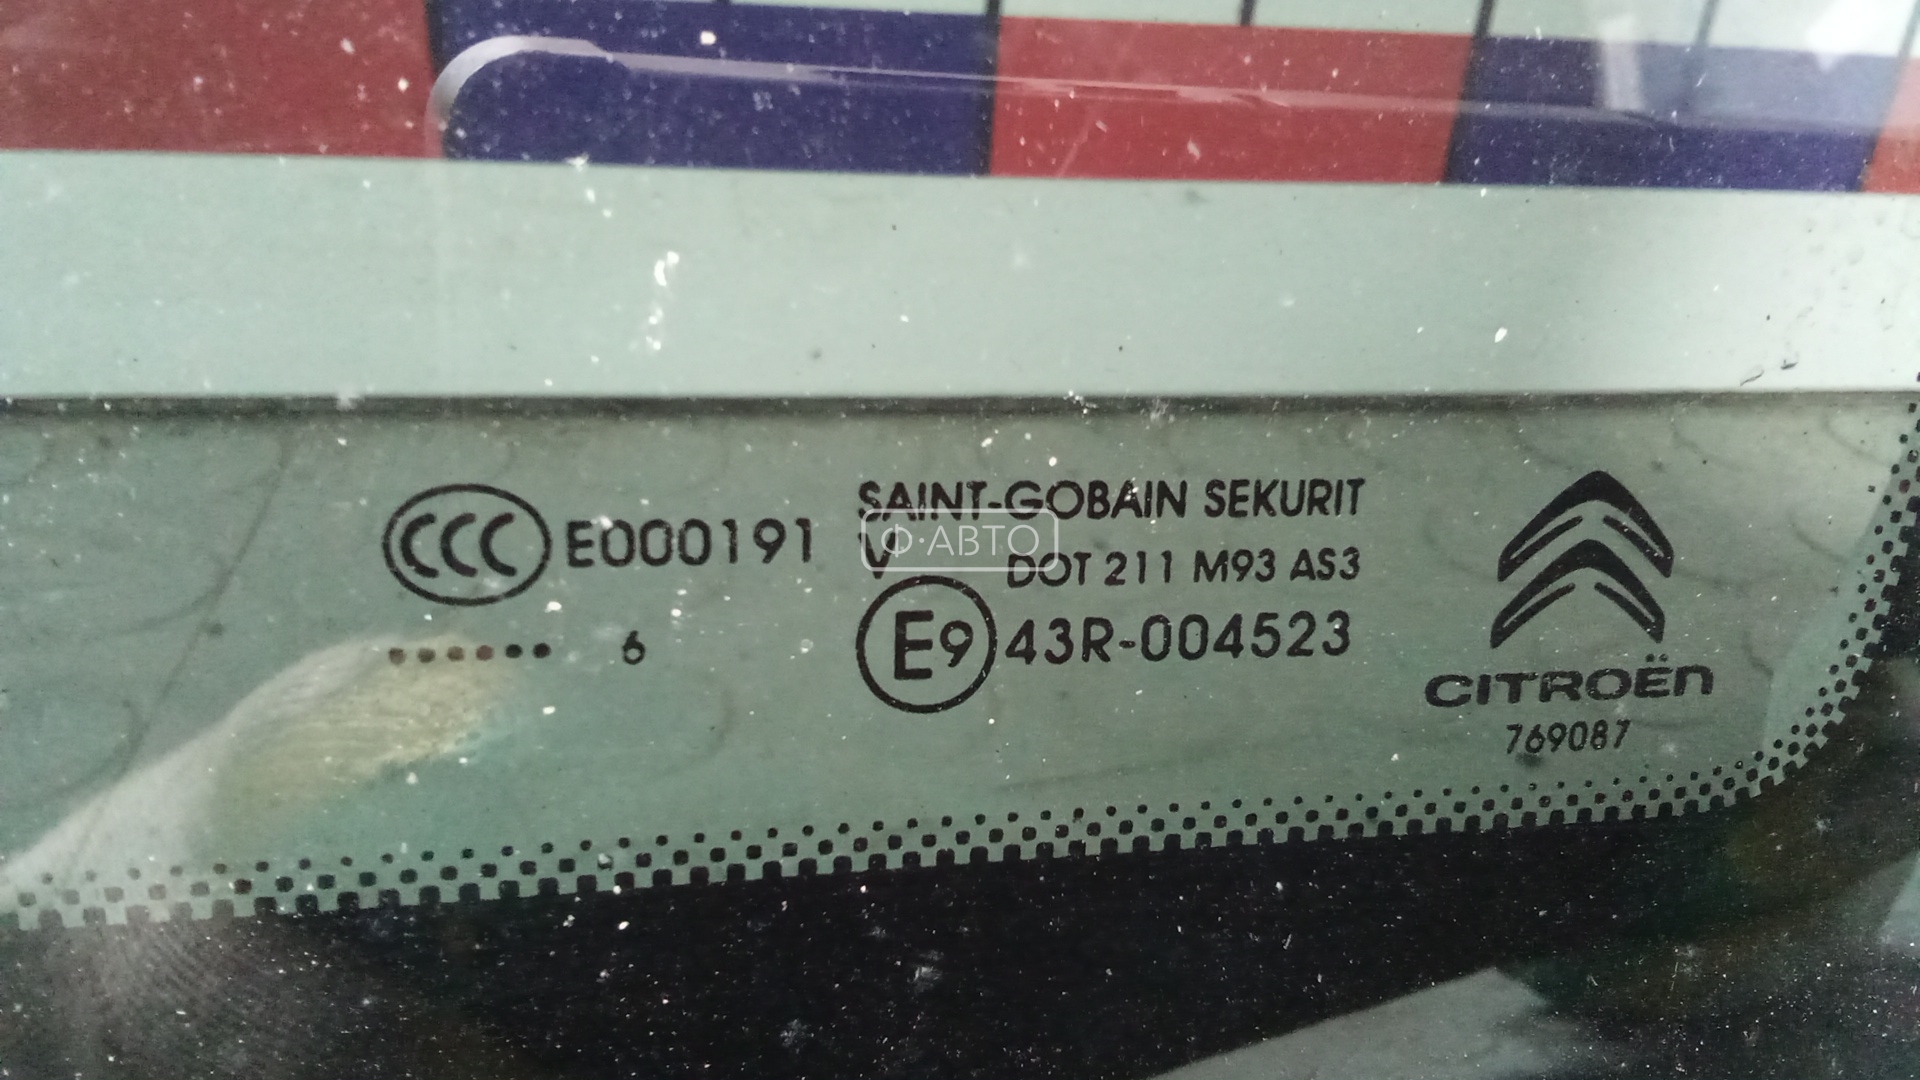 CCC E000191
...... 6
SAINT-GOBAIN SEKURIT
V DOT 211 M93 AS3
E9 43R-004523
CITROËN
769087
Ф·АВТО